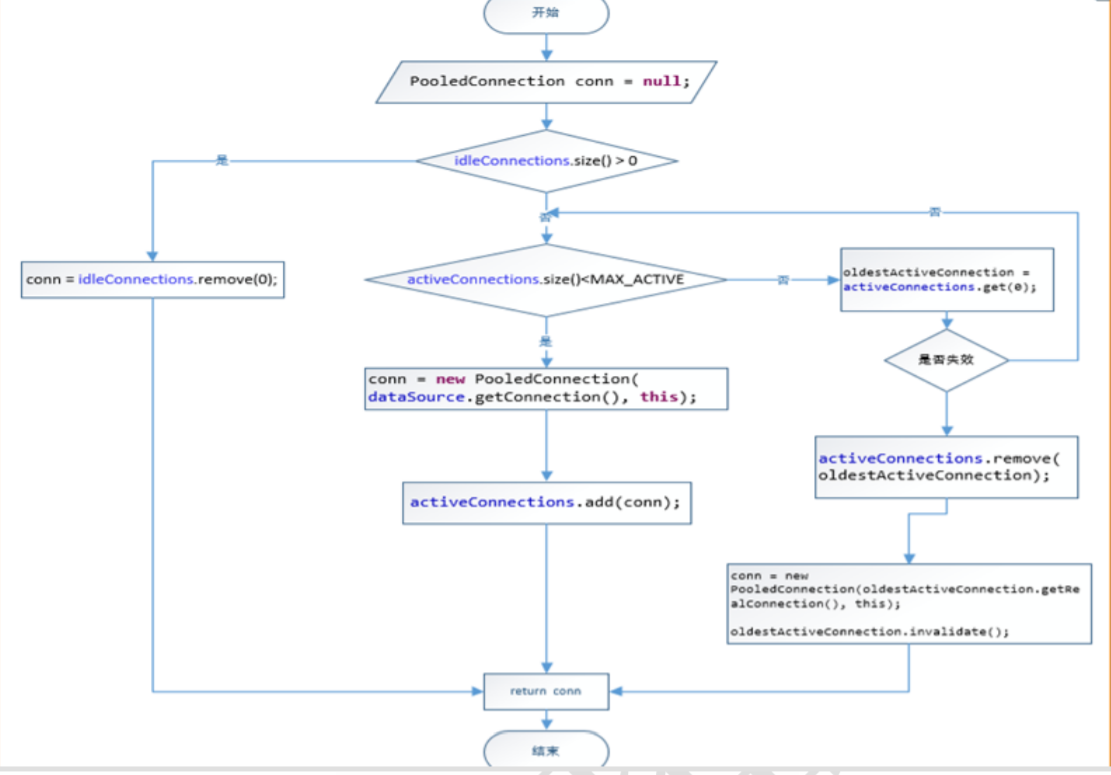 开始
PooledConnection conn = null;
idleConnections.size() > 0
是
否
否
conn = idleConnections.remove(0);
activeConnections.size()<MAX_ACTIVE
否
oldestActiveConnection =
activeConnections.get(0);
是
是否失效
conn = new PooledConnection(
dataSource.getConnection(), this);
activeConnections.remove(
oldestActiveConnection);
activeConnections.add(conn);
conn = new
PooledConnection(oldestActiveConnection.getRe
alConnection(), this);
oldestActiveConnection.invalidate();
return conn
结束